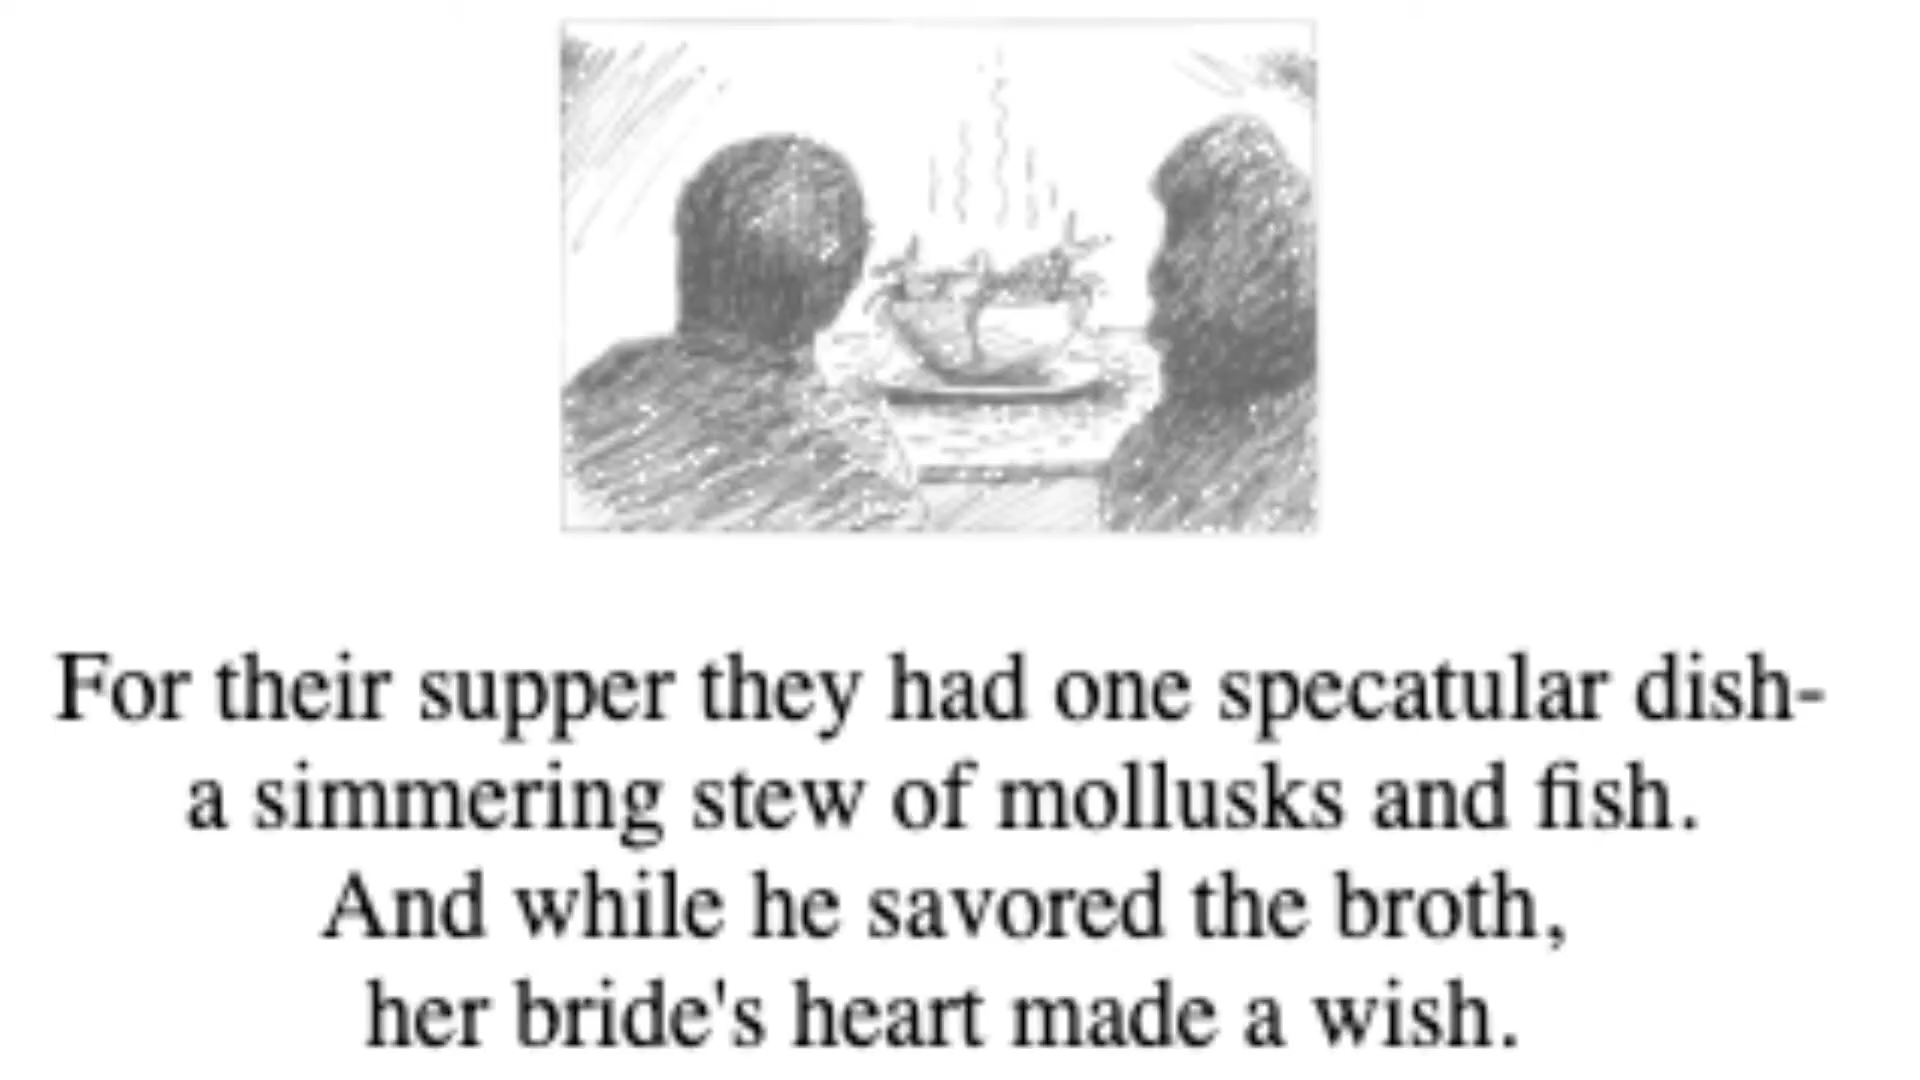 For their supper they had one specatular dish-
a simmering stew of mollusks and fish.
And while he savored the broth,
her bride's heart made a wish.